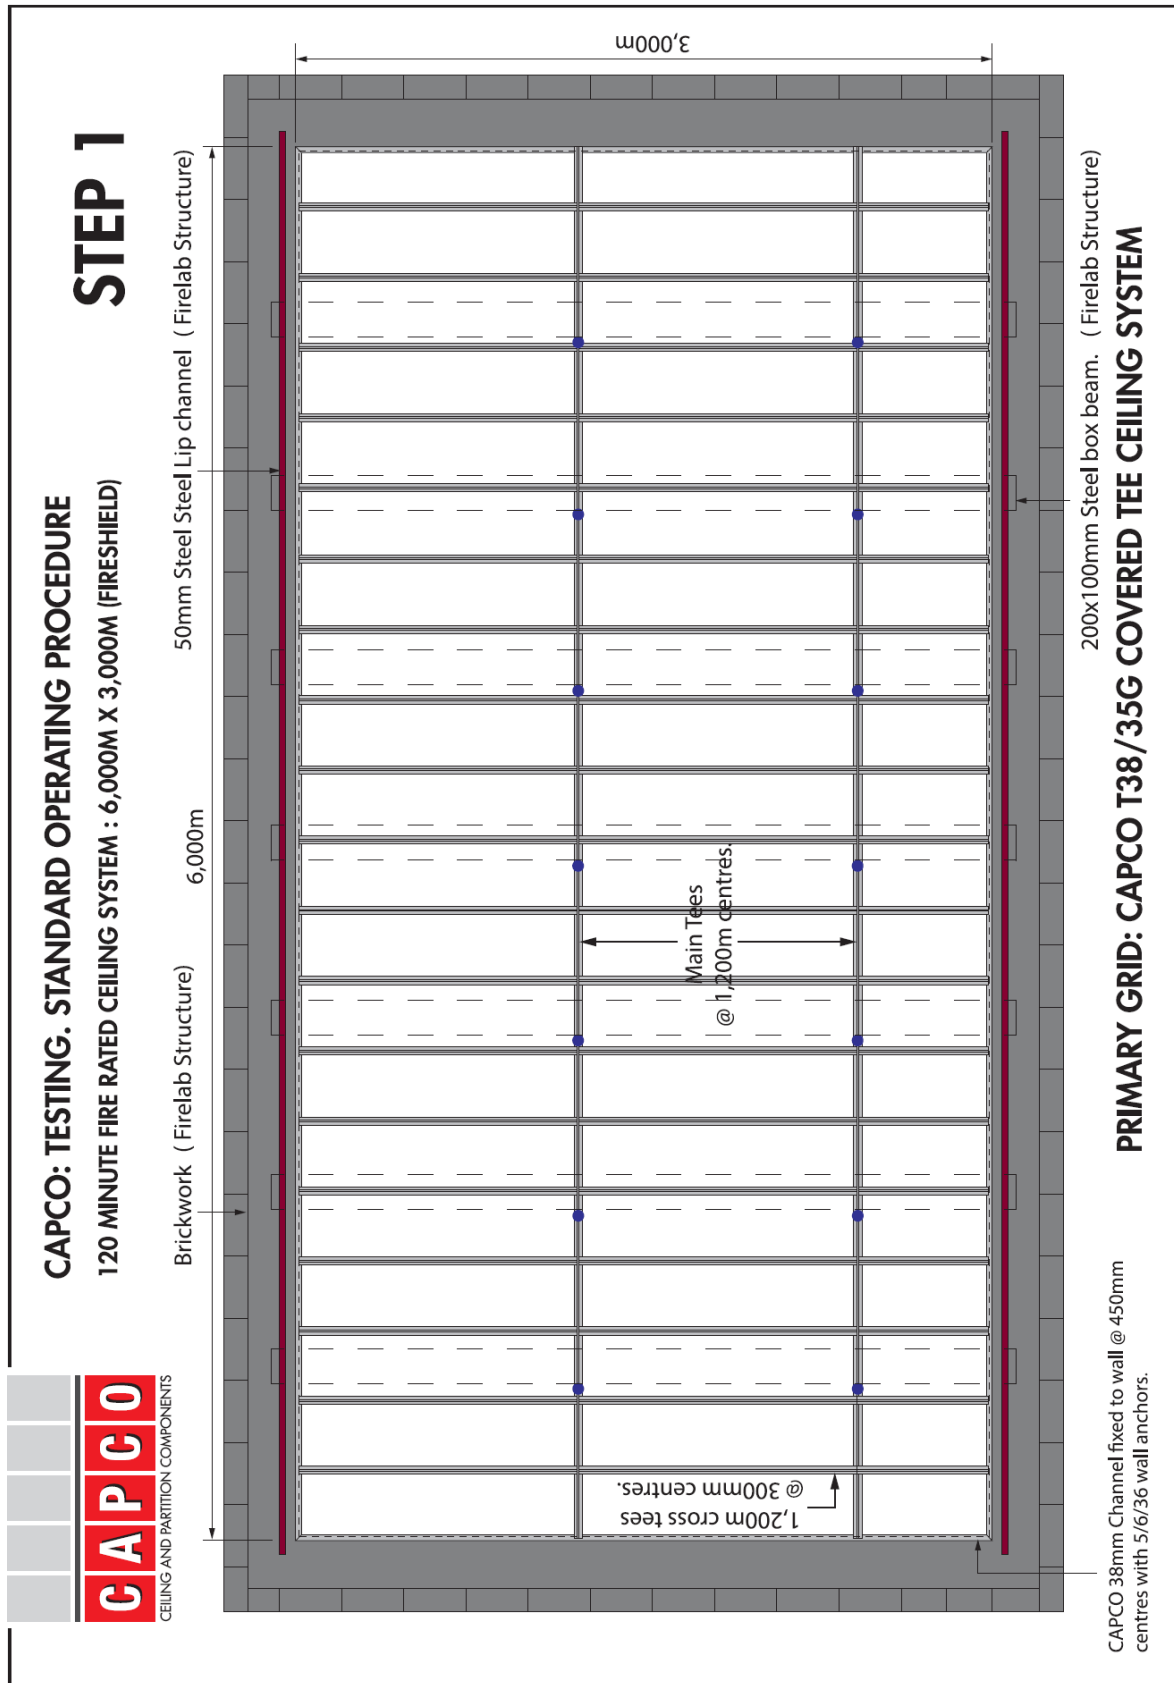 CAPCO: TESTING. STANDARD OPERATING PROCEDURE
120 MINUTE FIRE RATED CEILING SYSTEM : 6,000M X 3,000M (FIRESHIELD)
STEP 1
CAPCO
CEILING AND PARTITION COMPONENTS
Brickwork ( Firelab Structure)
50mm Steel Steel Lip channel ( Firelab Structure)
6,000m
3,000m
Main Tees
@ 1,200m centres.
1,200m cross tees
@ 300mm centres.
200x100mm Steel box beam. ( Firelab Structure)
CAPCO 38mm Channel fixed to wall @ 450mm
centres with 5/6/36 wall anchors.
PRIMARY GRID: CAPCO T38/35G COVERED TEE CEILING SYSTEM